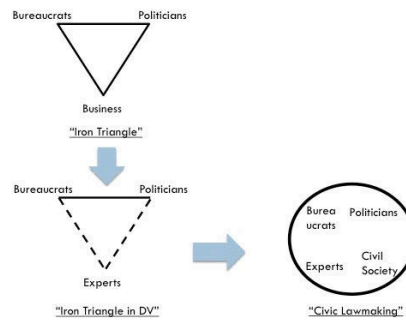 Bureaucrats Politicians
Business
“Iron Triangle”
Bureaucrats Politicians
Experts
“Iron Triangle in DV”
Burea
ucrats
Politicians
Experts
Civil
Society
“Civic Lawmaking”